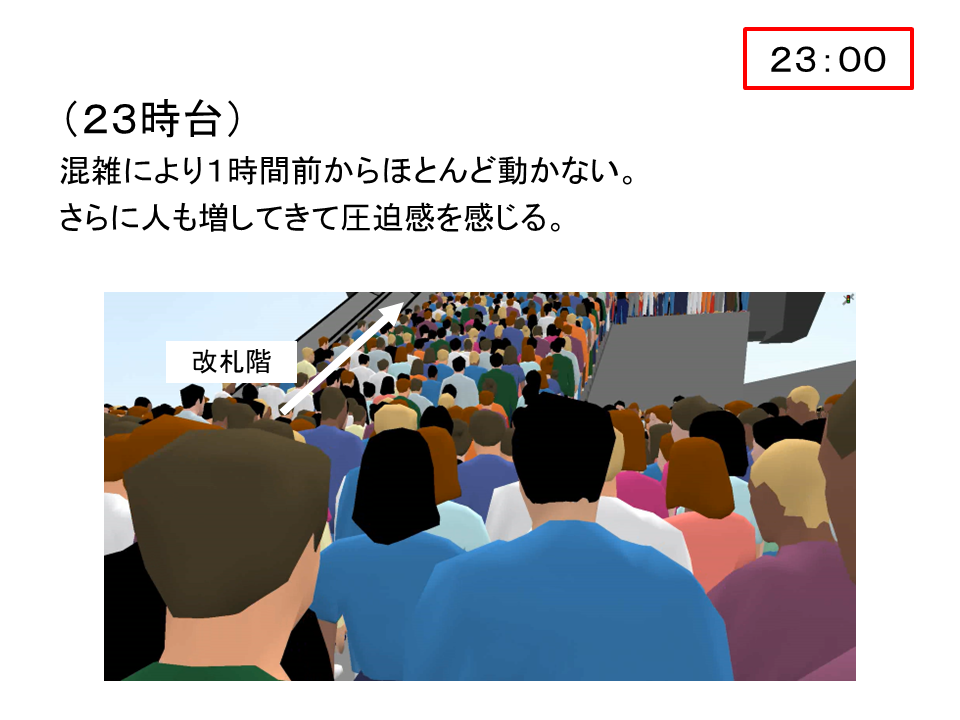 ２３：００
（２３時台）
混雑により１時間前からほとんど動かない。
さらに人も増してきて圧迫感を感じる。
改札階